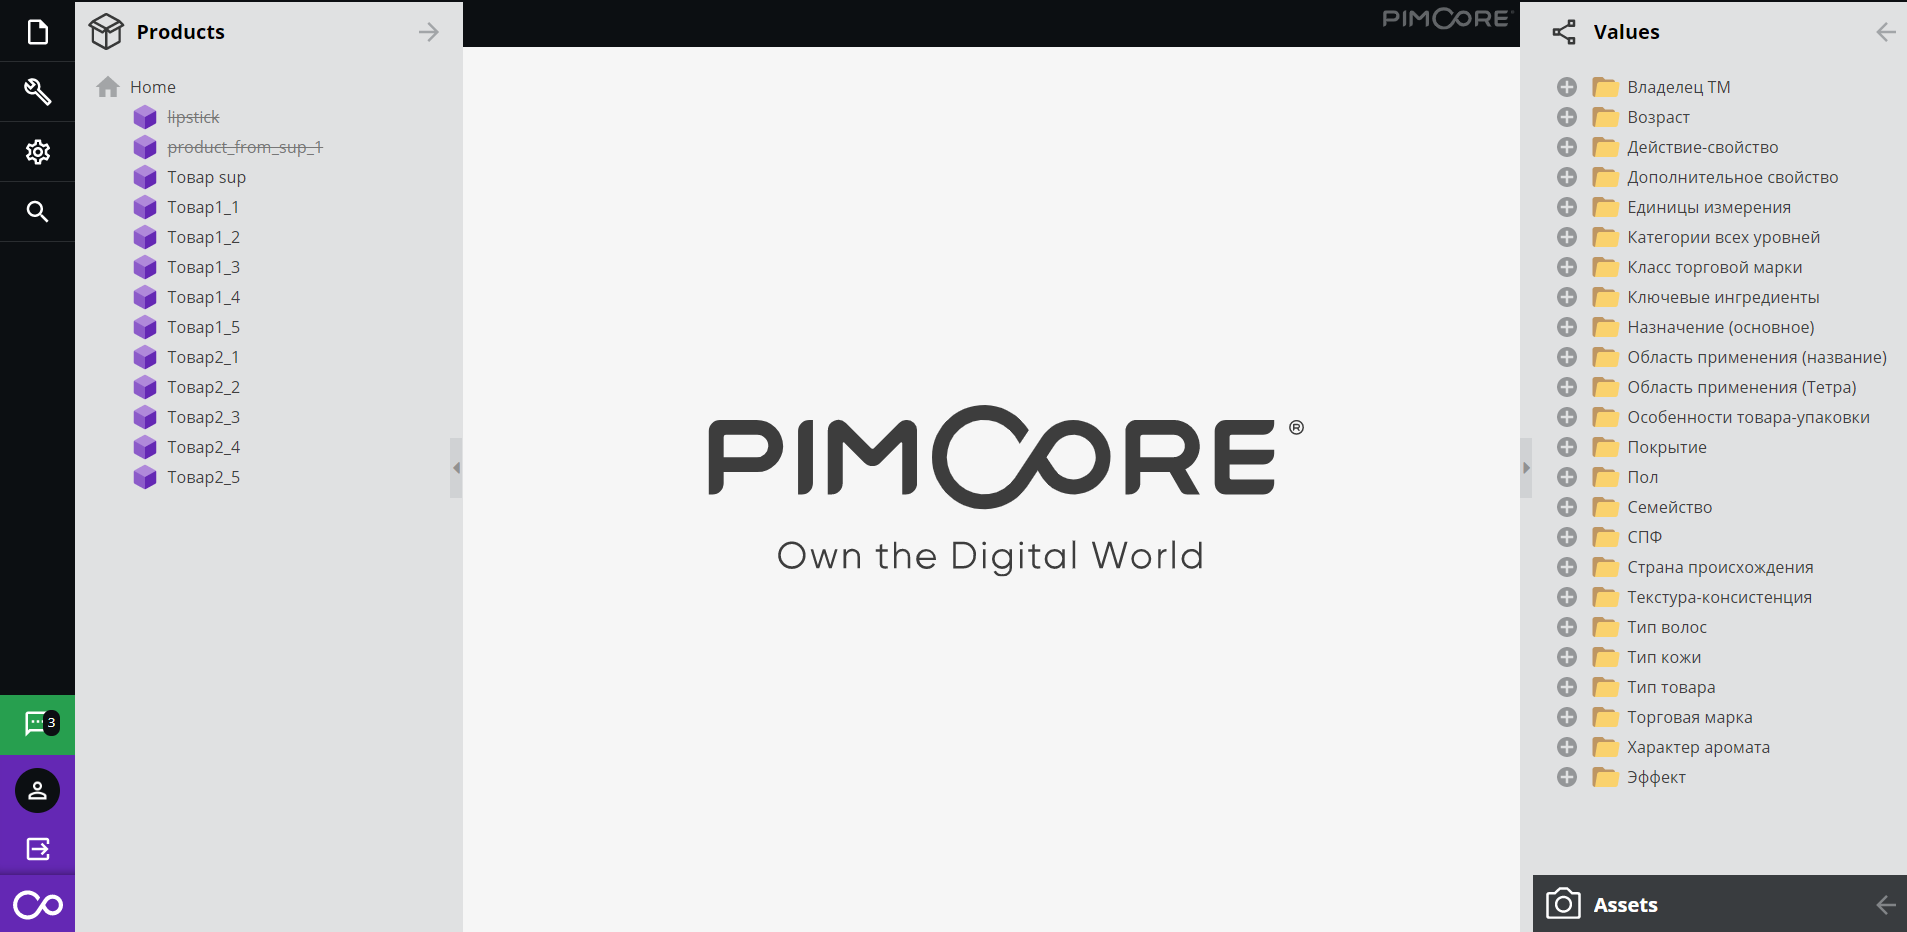 Products
Home
lipstick
product_from_sup_1
Товар sup
Товар1_1
Товар1_2
Товар1_3
Товар1_4
Товар1_5
Товар2_1
Товар2_2
Товар2_3
Товар2_4
Товар2_5
3
PIMCORE
PIMCORE®
Own the Digital World
Values
Владелец ТМ
Возраст
Действие-свойство
Дополнительное свойство
Единицы измерения
Категории всех уровней
Класс торговой марки
Ключевые ингредиенты
Назначение (основное)
Область применения (название)
Область применения (Тетра)
Особенности товара-упаковки
Покрытие
Пол
Семейство
СПФ
Страна происхождения
Текстура-консистенция
Тип волос
Тип кожи
Тип товара
Торговая марка
Характер аромата
Эффект
Assets